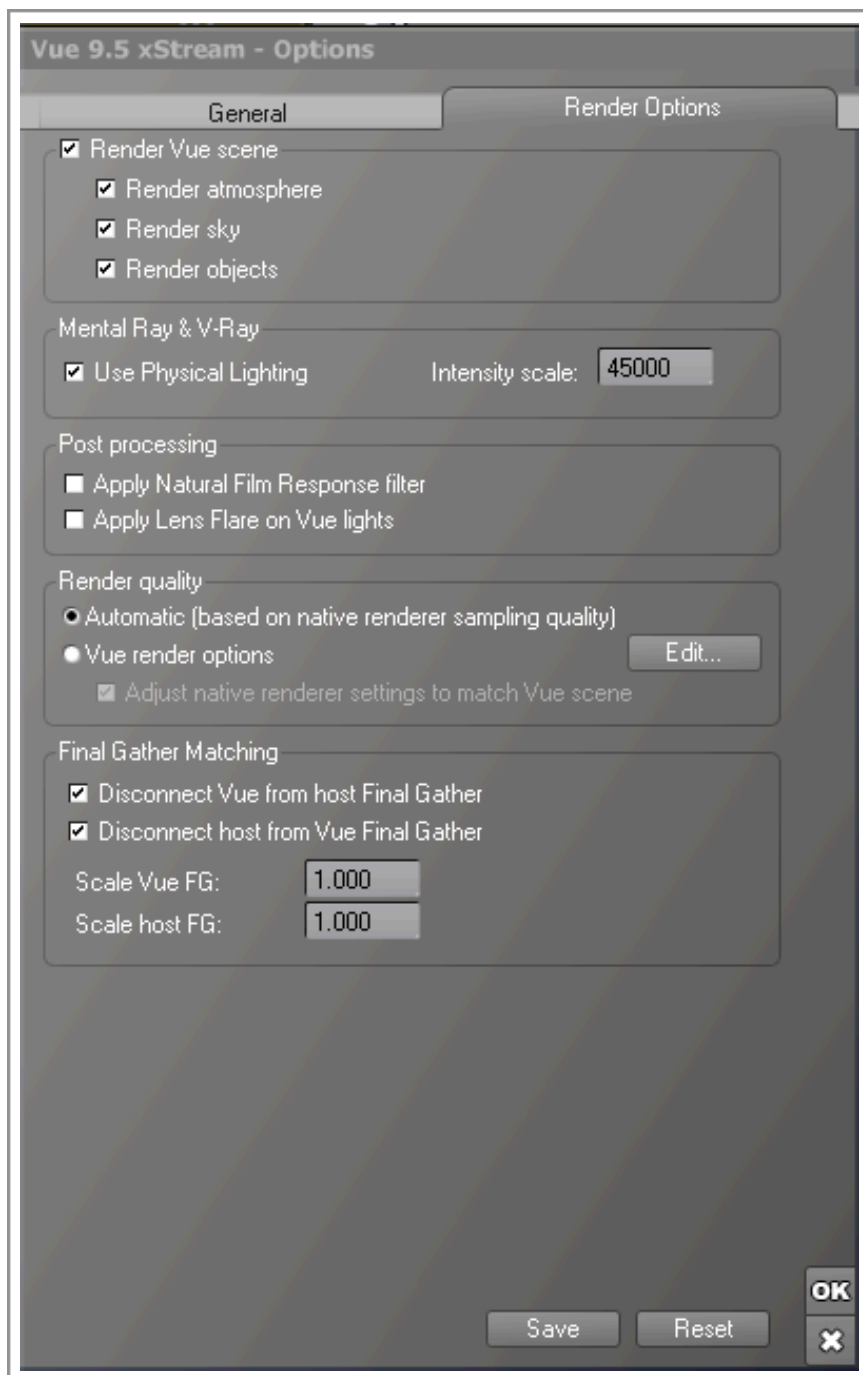 Vue 9.5 xStream - Options
General Render Options
Render Vue scene
Render atmosphere
Render sky
Render objects
Mental Ray & V-Ray
Use Physical Lighting Intensity scale: 45000
Post processing
Apply Natural Film Response filter
Apply Lens Flare on Vue lights
Render quality
Automatic (based on native renderer sampling quality)
Vue render options Edit...
Adjust native renderer settings to match Vue scene
Final Gather Matching
Disconnect Vue from host Final Gather
Disconnect host from Vue Final Gather
Scale Vue FG: 1.000
Scale host FG: 1.000
OK
Save Reset